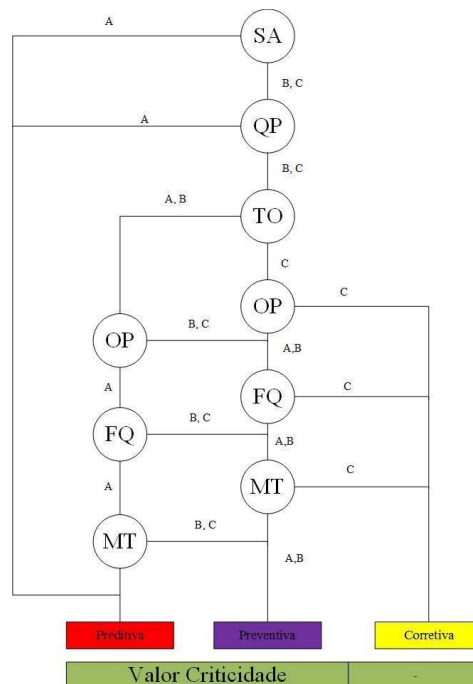 A
SA
B, C
A
QP
B, C
A, B
TO
C
OP
C
B, C
OP
A,B
A
FQ
C
B, C
FQ
A,B
A
MT
C
B, C
MT
A,B
Preditiva
Preventiva
Corretiva
Valor Criticidade
-